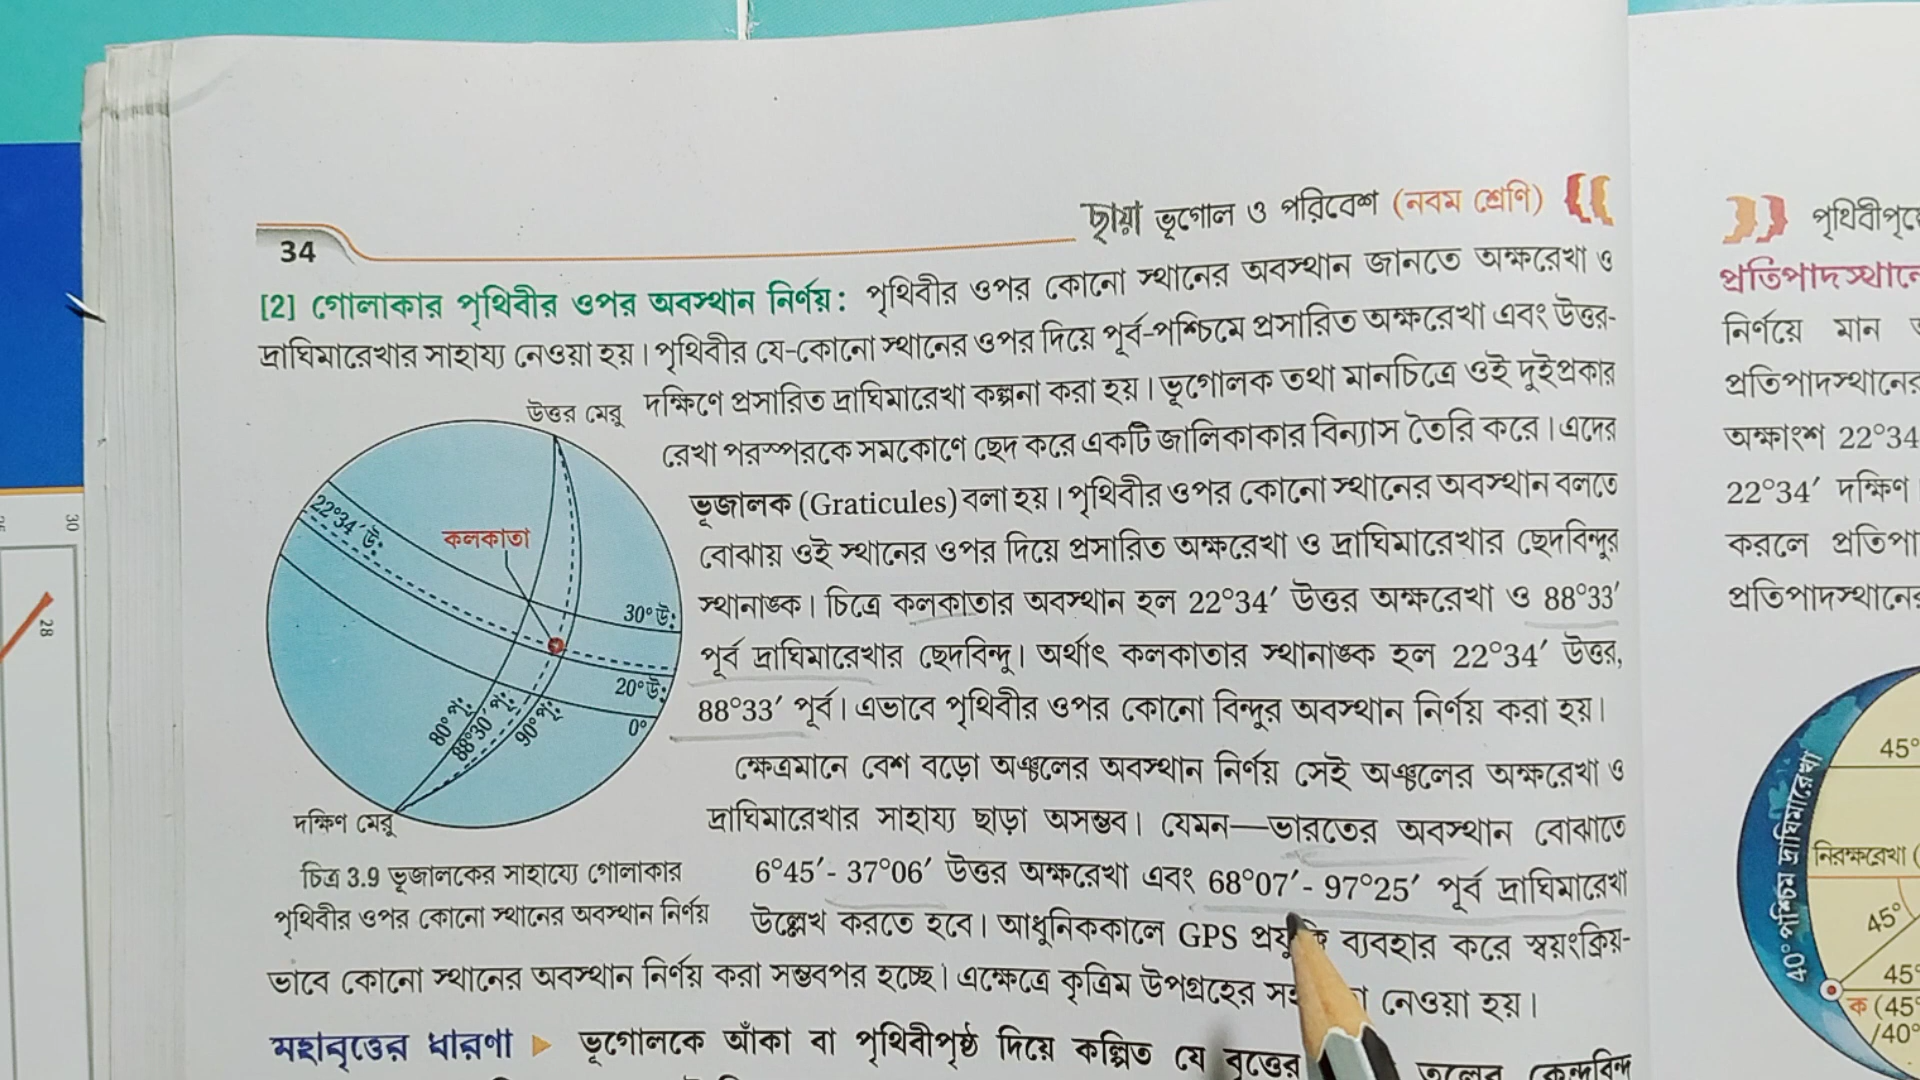 34
ছায়া ভূগোল ও পরিবেশ (নবম শ্রেণি)
[2] গোলাকার পৃথিবীর ওপর অবস্থান নির্ণয়: পৃথিবীর ওপর কোনো স্থানের অবস্থান জানতে অক্ষরেখা ও
দ্রাঘিমারেখার সাহায্য নেওয়া হয়। পৃথিবীর যে-কোনো স্থানের ওপর দিয়ে পূর্ব-পশ্চিমে প্রসারিত অক্ষরেখা এবং উত্তর-
দক্ষিণে প্রসারিত দ্রাঘিমারেখা কল্পনা করা হয়। ভূগোলক তথা মানচিত্রে ওই দুইপ্রকার
রেখা পরস্পরকে সমকোণে ছেদ করে একটি জালিকাকার বিন্যাস তৈরি করে। এদের
ভূজালক (Graticules) বলা হয়। পৃথিবীর ওপর কোনো স্থানের অবস্থান বলতে
বোঝায় ওই স্থানের ওপর দিয়ে প্রসারিত অক্ষরেখা ও দ্রাঘিমারেখার ছেদবিন্দুর
স্থানাঙ্ক। চিত্রে কলকাতার অবস্থান হল 22°34′ উত্তর অক্ষরেখা ও 88°33′
পূর্ব দ্রাঘিমারেখার ছেদবিন্দু। অর্থাৎ কলকাতার স্থানাঙ্ক হল 22°34′ উত্তর,
88°33′ পূর্ব। এভাবে পৃথিবীর ওপর কোনো বিন্দুর অবস্থান নির্ণয় করা হয়।
ক্ষেত্রমানে বেশ বড়ো অঞ্চলের অবস্থান নির্ণয় সেই অঞ্চলের অক্ষরেখা ও
দ্রাঘিমারেখার সাহায্য ছাড়া অসম্ভব। যেমন—ভারতের অবস্থান বোঝাতে
6°45′- 37°06′ উত্তর অক্ষরেখা এবং 68°07′- 97°25′ পূর্ব দ্রাঘিমারেখা
উল্লেখ করতে হবে। আধুনিককালে GPS ব্যবহার করে স্বয়ংক্রিয়-
ভাবে কোনো স্থানের অবস্থান নির্ণয় করা সম্ভবপর হচ্ছে। এক্ষেত্রে কৃত্রিম উপগ্রহের নেওয়া হয়।
মহাবৃত্তের ধারণা ▶ ভূগোলকে আঁকা বা পৃথিবীপৃষ্ঠ দিয়ে কল্পিত যে বৃত্তের
উত্তর মেরু
22°34′ উ:
কলকাতা
30° উ:
20° উ:
0°
80° পূ:
88°30′ পূ:
90° পূ:
দক্ষিণ মেরু
চিত্র 3.9 ভূজালকের সাহায্যে গোলাকার
পৃথিবীর ওপর কোনো স্থানের অবস্থান নির্ণয়
নির্ণয়ে মান
অক্ষাংশ 22°34
22°34′ দক্ষিণ
করলে
40° পশ্চিম দ্রাঘিমারেখা
45°
নিরক্ষরেখা (
45°
45°
ক (45°
/40°
30
28